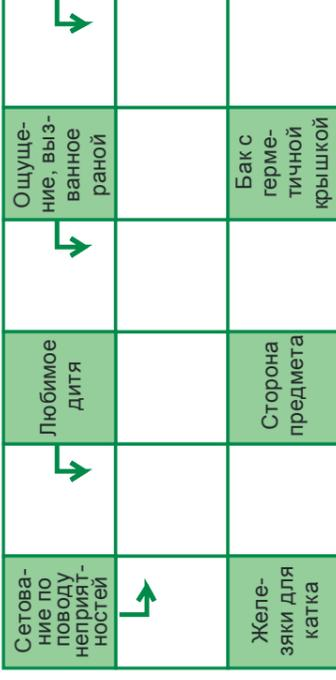 Сетова-
ние по
поводу
неприят-
ностей
Любимое
дитя
Ощуще-
ние, выз-
ванное
раной
Желе-
зяки для
катка
Сторона
предмета
Бак с
герме-
тичной
крышкой